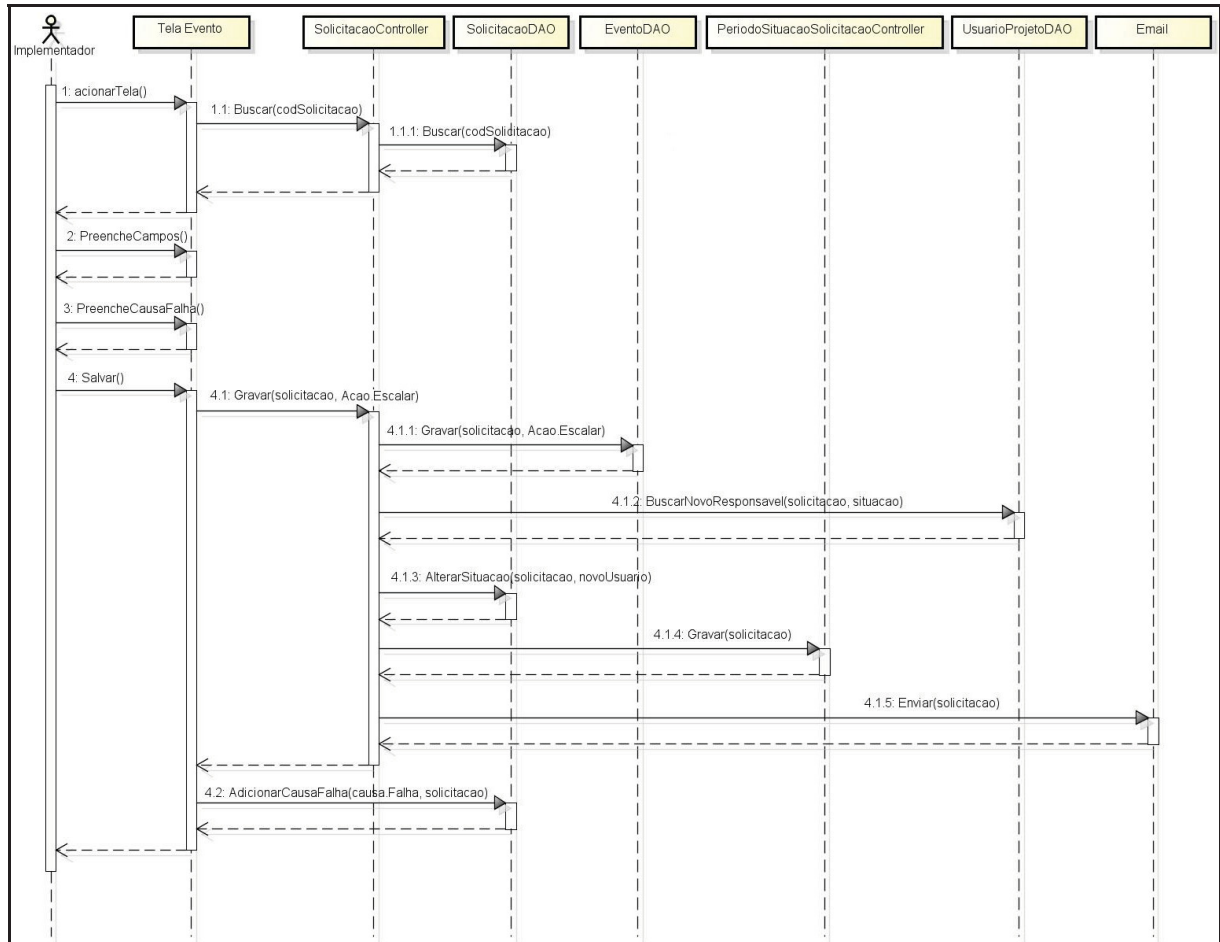 Implementador
Tela Evento
SolicitacaoController
SolicitacaoDAO
EventoDAO
PeriodoSituacaoSolicitacaoController
UsuarioProjetoDAO
Email
1: acionarTela()
1.1: Buscar(codSolicitacao)
1.1.1: Buscar(codSolicitacao)
2: PreencheCampos()
3: PreencheCausaFalha()
4: Salvar()
4.1: Gravar(solicitacao, Acao.Escalar)
4.1.1: Gravar(solicitacao, Acao.Escalar)
4.1.2: BuscarNovoResponsavel(solicitacao, situacao)
4.1.3: AlterarSituacao(solicitacao, novoUsuario)
4.1.4: Gravar(solicitacao)
4.1.5: Enviar(solicitacao)
4.2: AdicionarCausaFalha(causa.Falha, solicitacao)